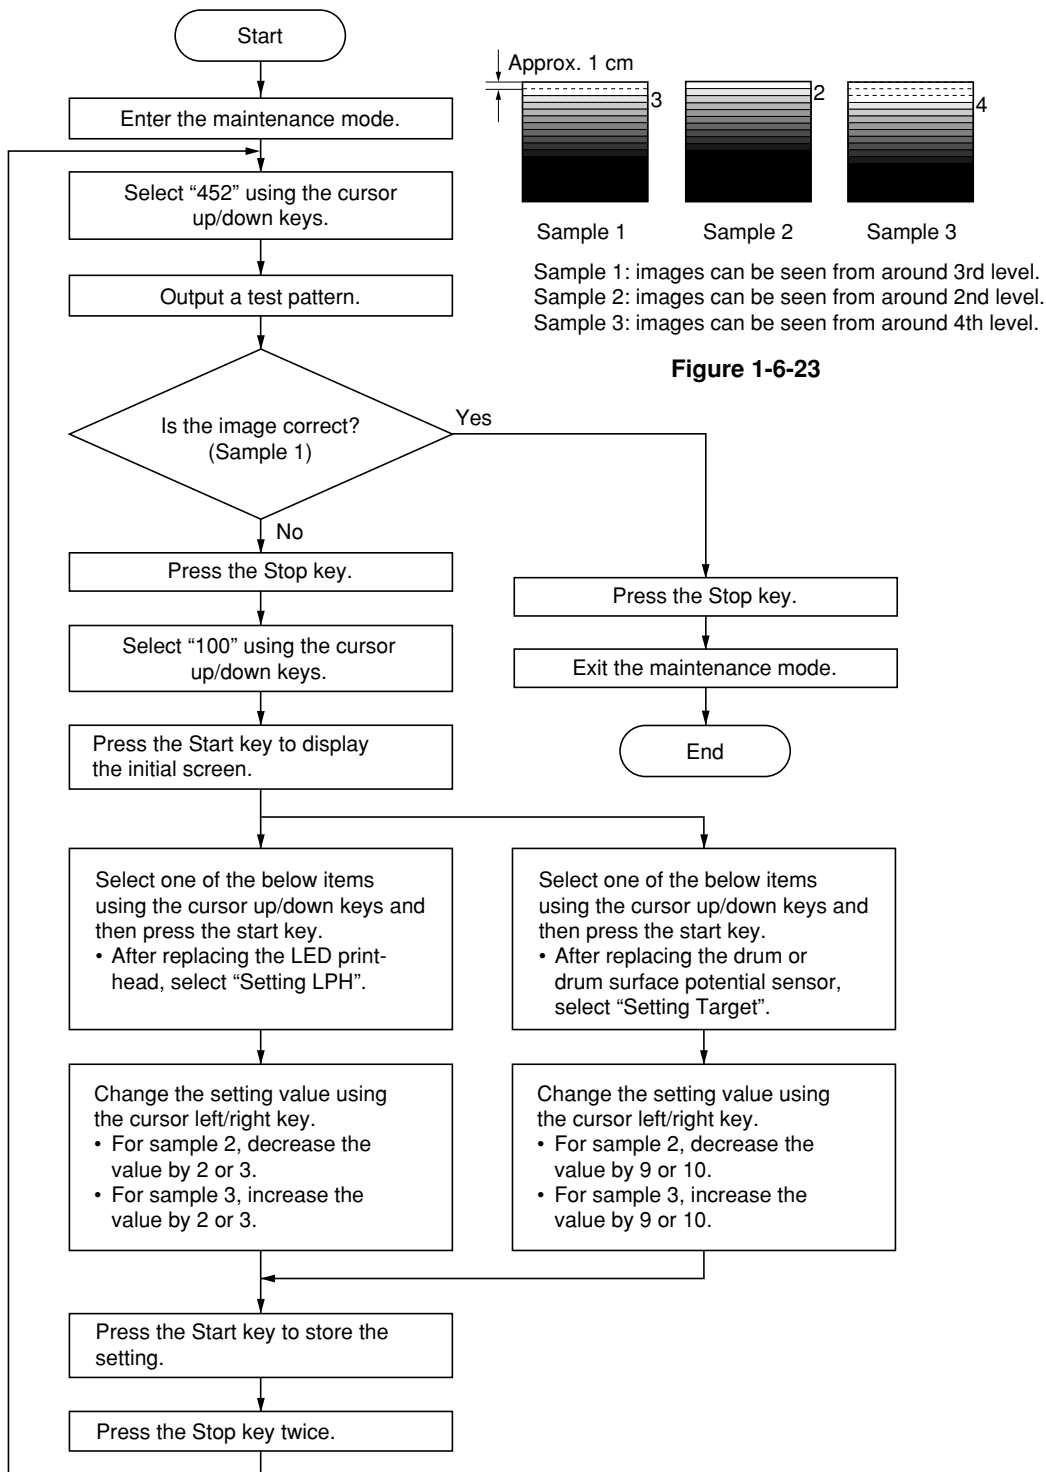 Start
Enter the maintenance mode.
Select “452” using the cursor
up/down keys.
Output a test pattern.
Is the image correct?
(Sample 1)
Yes
No
Press the Stop key.
Select “100” using the cursor
up/down keys.
Press the Start key to display
the initial screen.
Select one of the below items
using the cursor up/down keys and
then press the start key.
• After replacing the LED print-
head, select “Setting LPH”.
Change the setting value using
the cursor left/right key.
• For sample 2, decrease the
value by 2 or 3.
• For sample 3, increase the
value by 2 or 3.
Press the Start key to store the
setting.
Press the Stop key twice.
Approx. 1 cm
3
2
4
Sample 1
Sample 2
Sample 3
Sample 1: images can be seen from around 3rd level.
Sample 2: images can be seen from around 2nd level.
Sample 3: images can be seen from around 4th level.
Figure 1-6-23
Press the Stop key.
Exit the maintenance mode.
End
Select one of the below items
using the cursor up/down keys and
then press the start key.
• After replacing the drum or
drum surface potential sensor,
select “Setting Target”.
Change the setting value using
the cursor left/right key.
• For sample 2, decrease the
value by 9 or 10.
• For sample 3, increase the
value by 9 or 10.